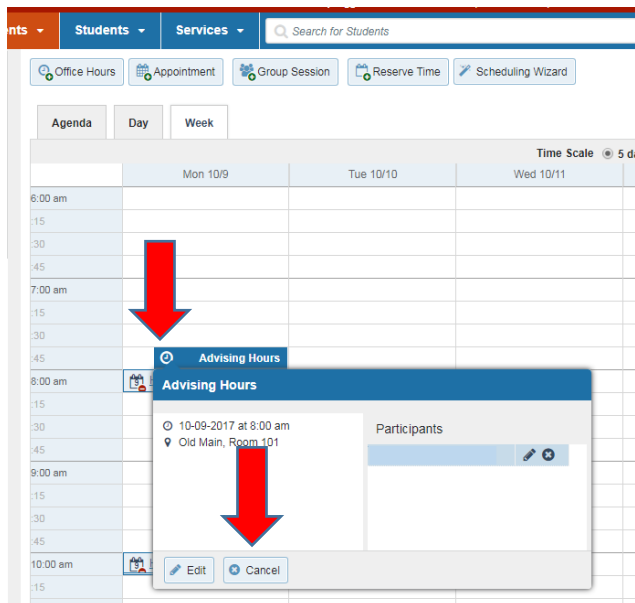 nts Students Services Search for Students
Office Hours Appointment Group Session Reserve Time Scheduling Wizard
Agenda Day Week
Time Scale 5 da
Mon 10/9 Tue 10/10 Wed 10/11
6:00 am
:15
:30
:45
7:00 am
:15
:30
:45 Advising Hours
8:00 am
Advising Hours
:15
:30 10-09-2017 at 8:00 am Participants
Old Main, Room 101
:45
9:00 am
:15
:30
:45
10:00 am Edit Cancel
:15